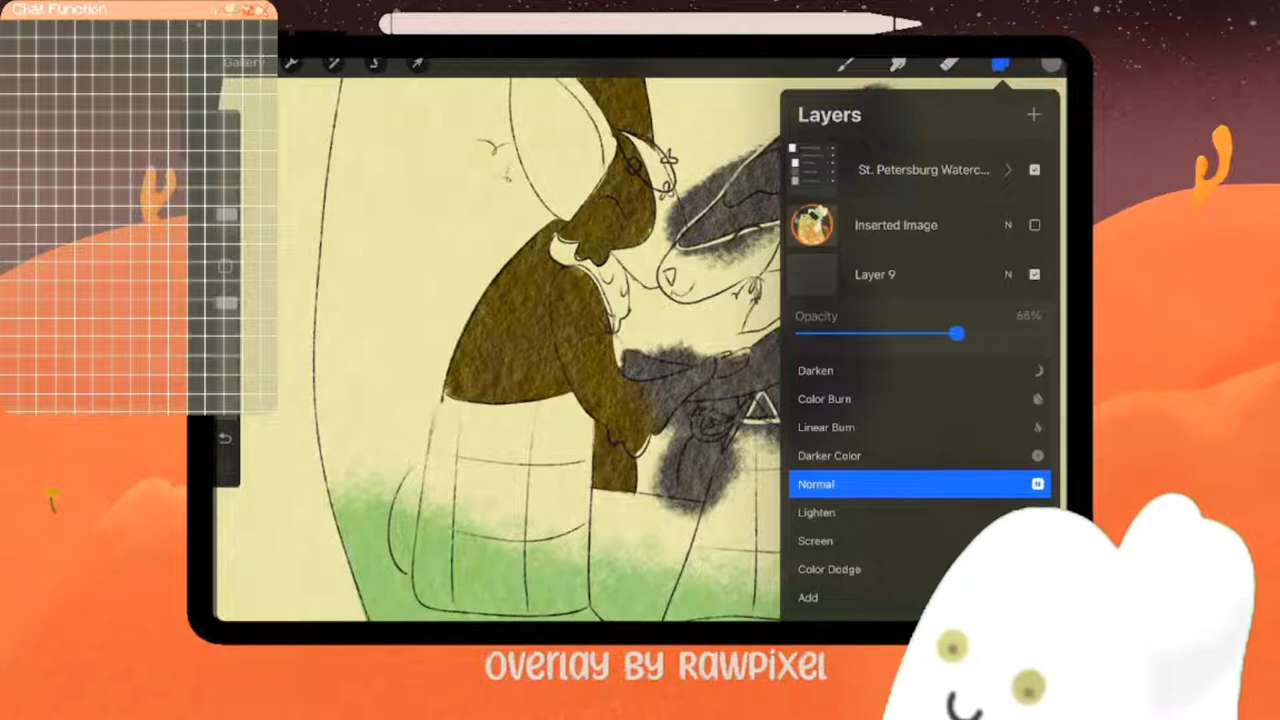 Chat Function
Gallery
Layers
St. Petersburg Waterc...
Inserted Image N
Layer 9 N
Opacity 66%
Darken
Color Burn
Linear Burn
Darker Color
Normal N
Lighten
Screen
Color Dodge
Add
Overlay by Rawpixel